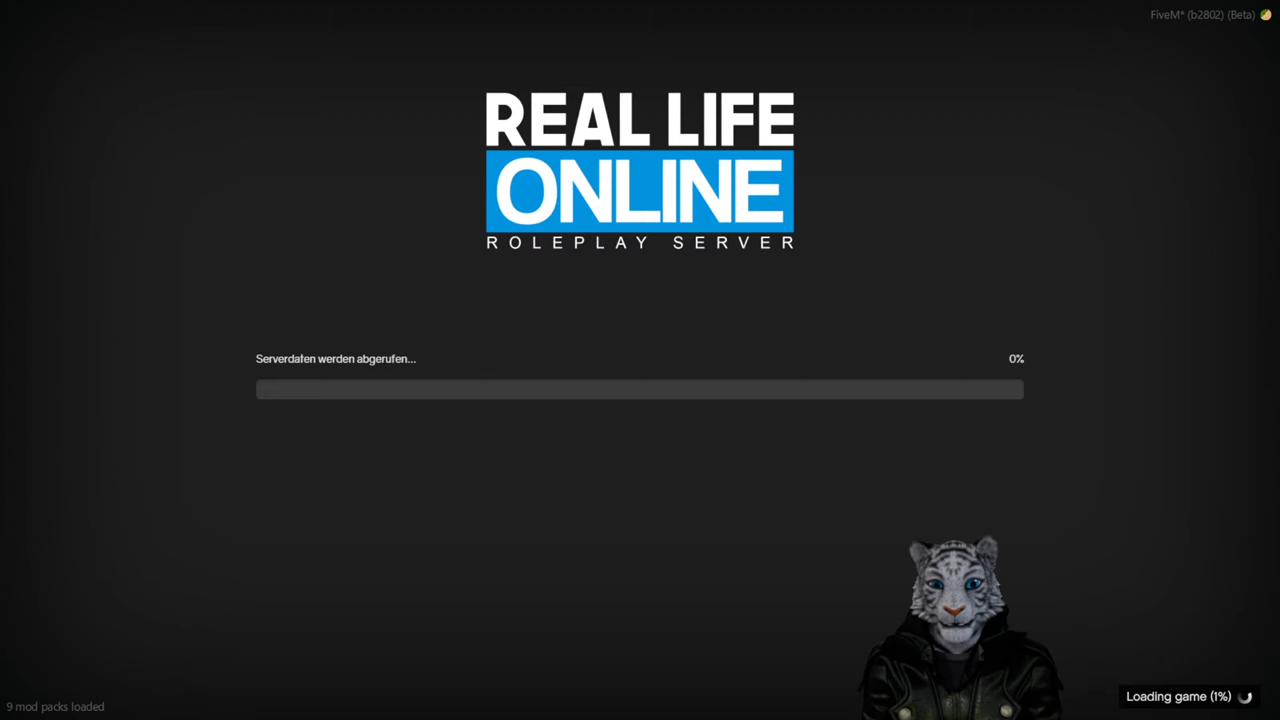 FiveM* (b2802) (Beta)
REAL LIFE
ONLINE
ROLEPLAY SERVER
Serverdaten werden abgerufen... 0%
Loading game (1%)
9 mod packs loaded